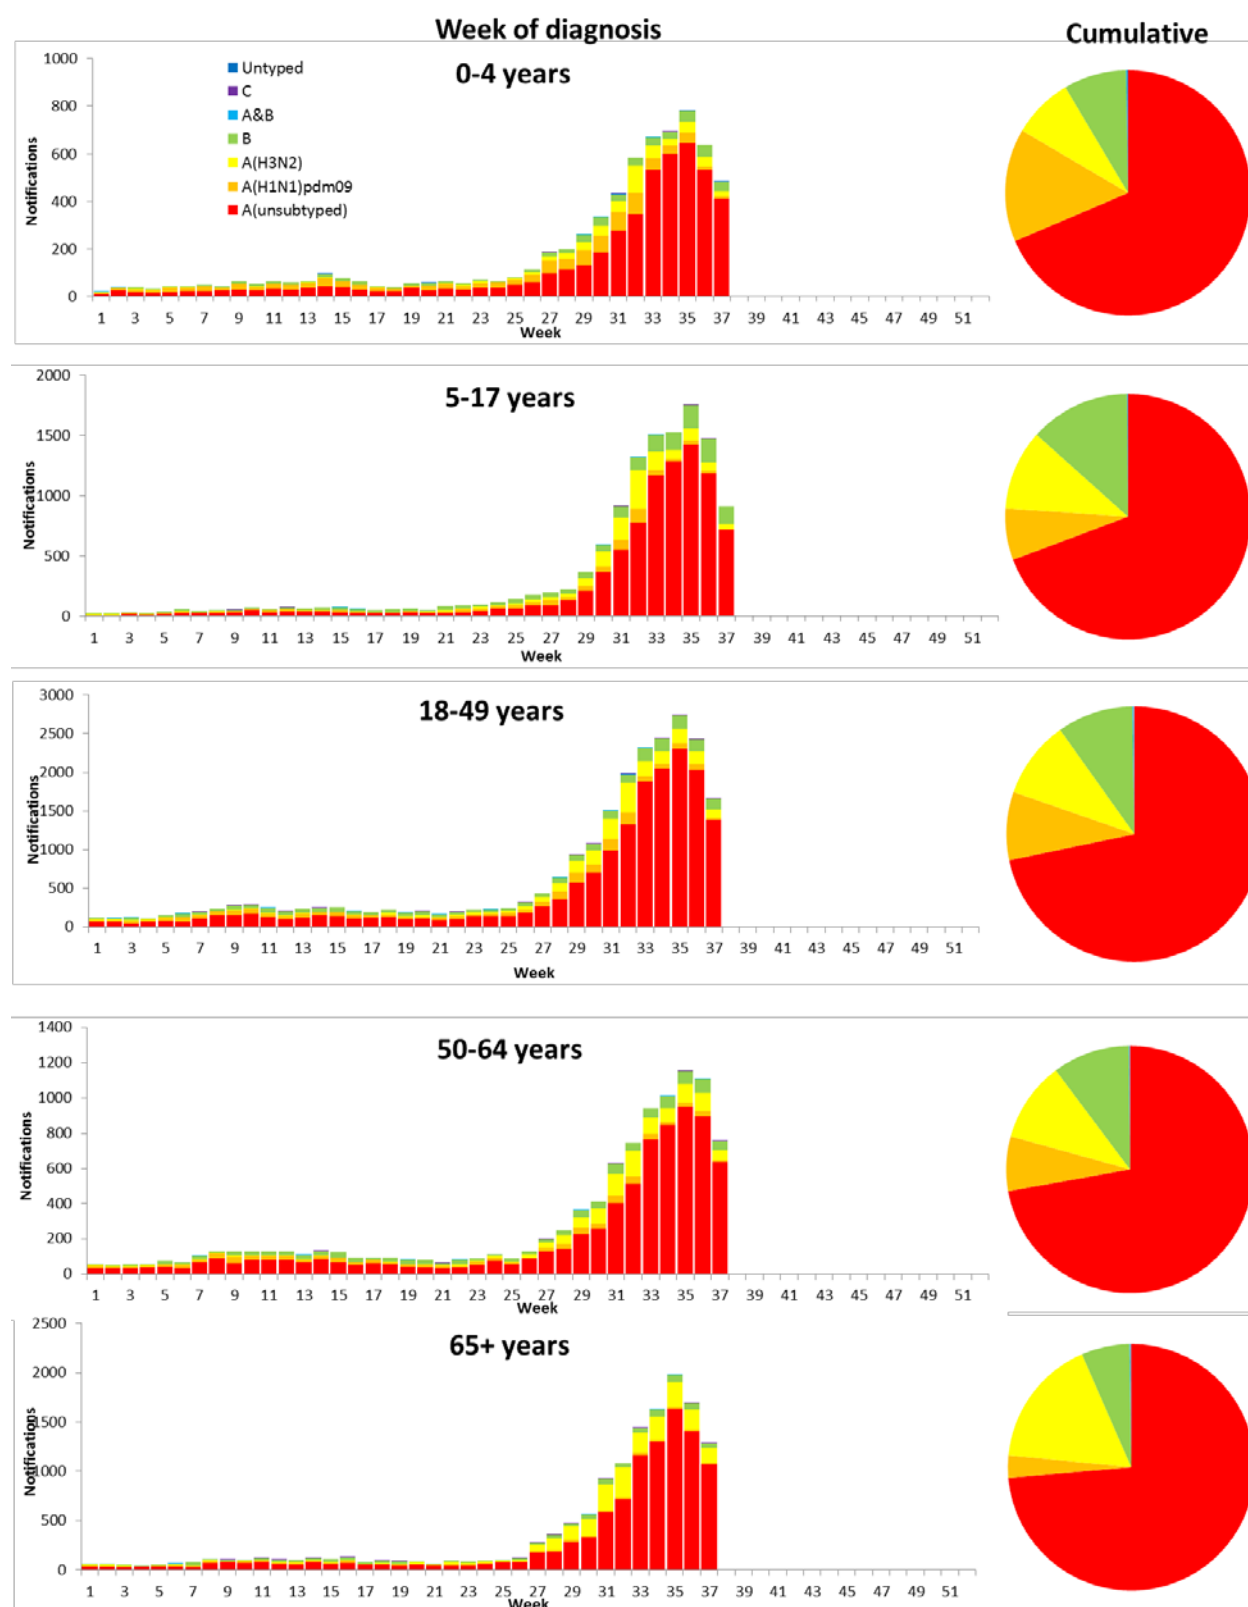 Week of diagnosis
Cumulative
0-4 years
1000
800
600
400
200
0
Notifications
Untyped
C
A&B
B
A(H3N2)
A(H1N1)pdm09
A(unsubtyped)
1 3 5 7 9 11 13 15 17 19 21 23 25 27 29 31 33 35 37 39 41 43 45 47 49 51
Week
5-17 years
2000
1500
1000
500
0
Notifications
1 3 5 7 9 11 13 15 17 19 21 23 25 27 29 31 33 35 37 39 41 43 45 47 49 51
Week
18-49 years
3000
2500
2000
1500
1000
500
0
Notifications
1 3 5 7 9 11 13 15 17 19 21 23 25 27 29 31 33 35 37 39 41 43 45 47 49 51
Week
50-64 years
1400
1200
1000
800
600
400
200
0
Notifications
1 3 5 7 9 11 13 15 17 19 21 23 25 27 29 31 33 35 37 39 41 43 45 47 49 51
Week
65+ years
2500
2000
1500
1000
500
0
Notifications
1 3 5 7 9 11 13 15 17 19 21 23 25 27 29 31 33 35 37 39 41 43 45 47 49 51
Week